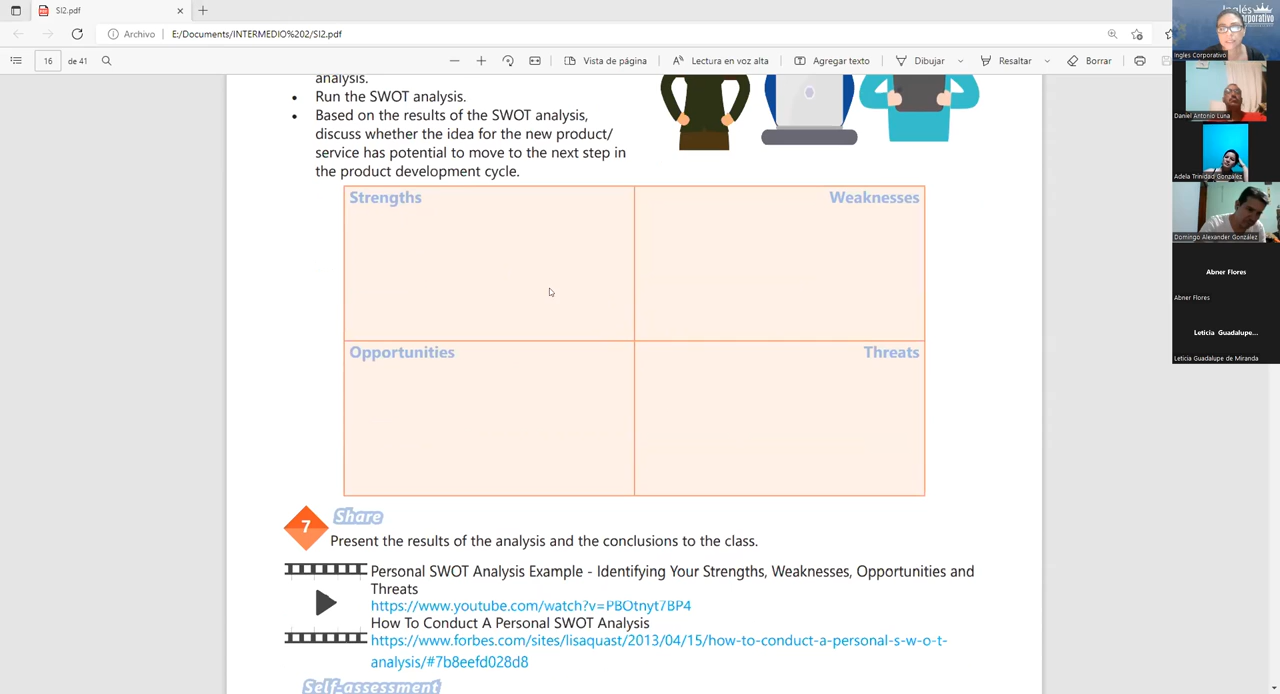 SI2.pdf
Archivo
E:/Documents/INTERMEDIO%202/SI2.pdf
16
de 41
Vista de página
Lectura en voz alta
Agregar texto
Dibujar
Resaltar
Borrar
analysis.
• Run the SWOT analysis.
• Based on the results of the SWOT analysis,
discuss whether the idea for the new product/
service has potential to move to the next step in
the product development cycle.
Strengths
Weaknesses
Opportunities
Threats
7
Share
Present the results of the analysis and the conclusions to the class.
Personal SWOT Analysis Example - Identifying Your Strengths, Weaknesses, Opportunities and
Threats
https://www.youtube.com/watch?v=PBOtnyt7BP4
How To Conduct A Personal SWOT Analysis
https://www.forbes.com/sites/lisaquast/2013/04/15/how-to-conduct-a-personal-s-w-o-t-
analysis/#7b8eefd028d8
Self-assessment
Inglés Corporativo
Daniel Antonio Luna
Adela Trinidad González
Domingo Alexander González
Abner Flores
Abner Flores
Leticia Guadalupe...
Leticia Guadalupe de Miranda